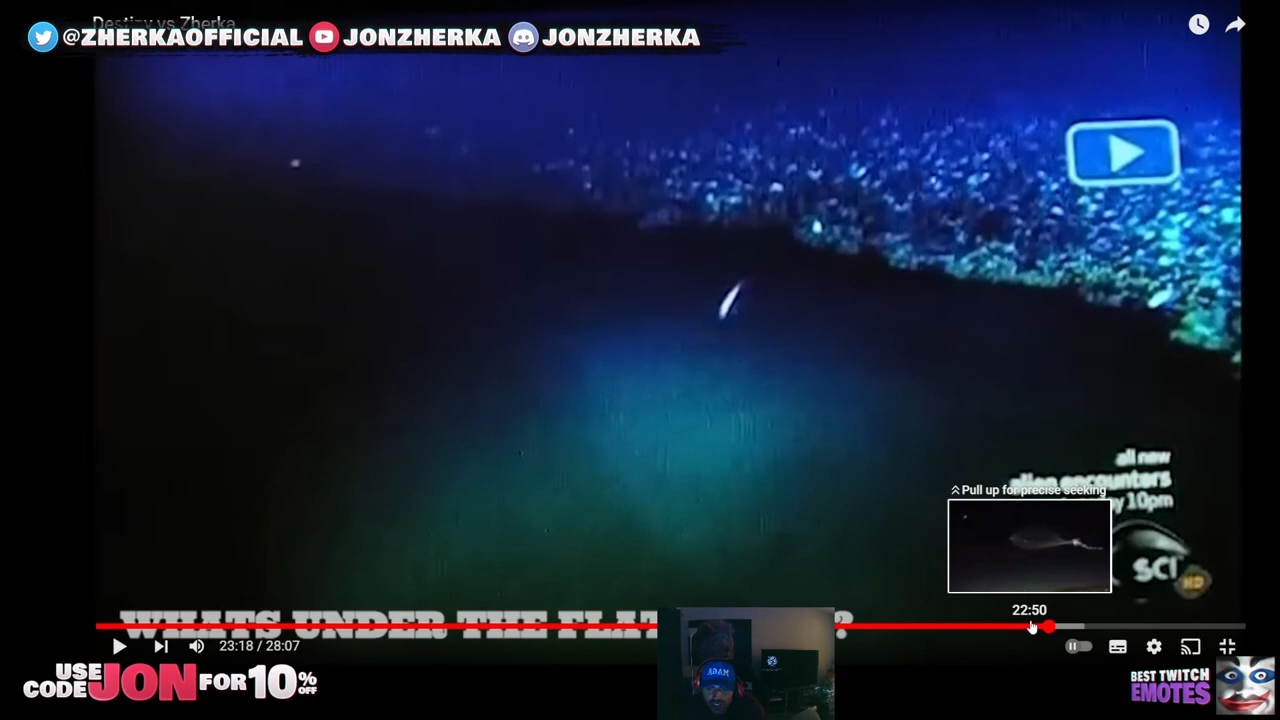 Destiny vs Zherka
@ZHERKAOFFICIAL JONZHERKA JONZHERKA
all new
alien encounters
10pm
Pull up for precise seeking
SCI
HD
22:50
WHATS UNDER THE FLA ?
23:18 / 28:07
ADAM
USE CODE JON FOR 10% OFF
BEST TWITCH
EMOTES